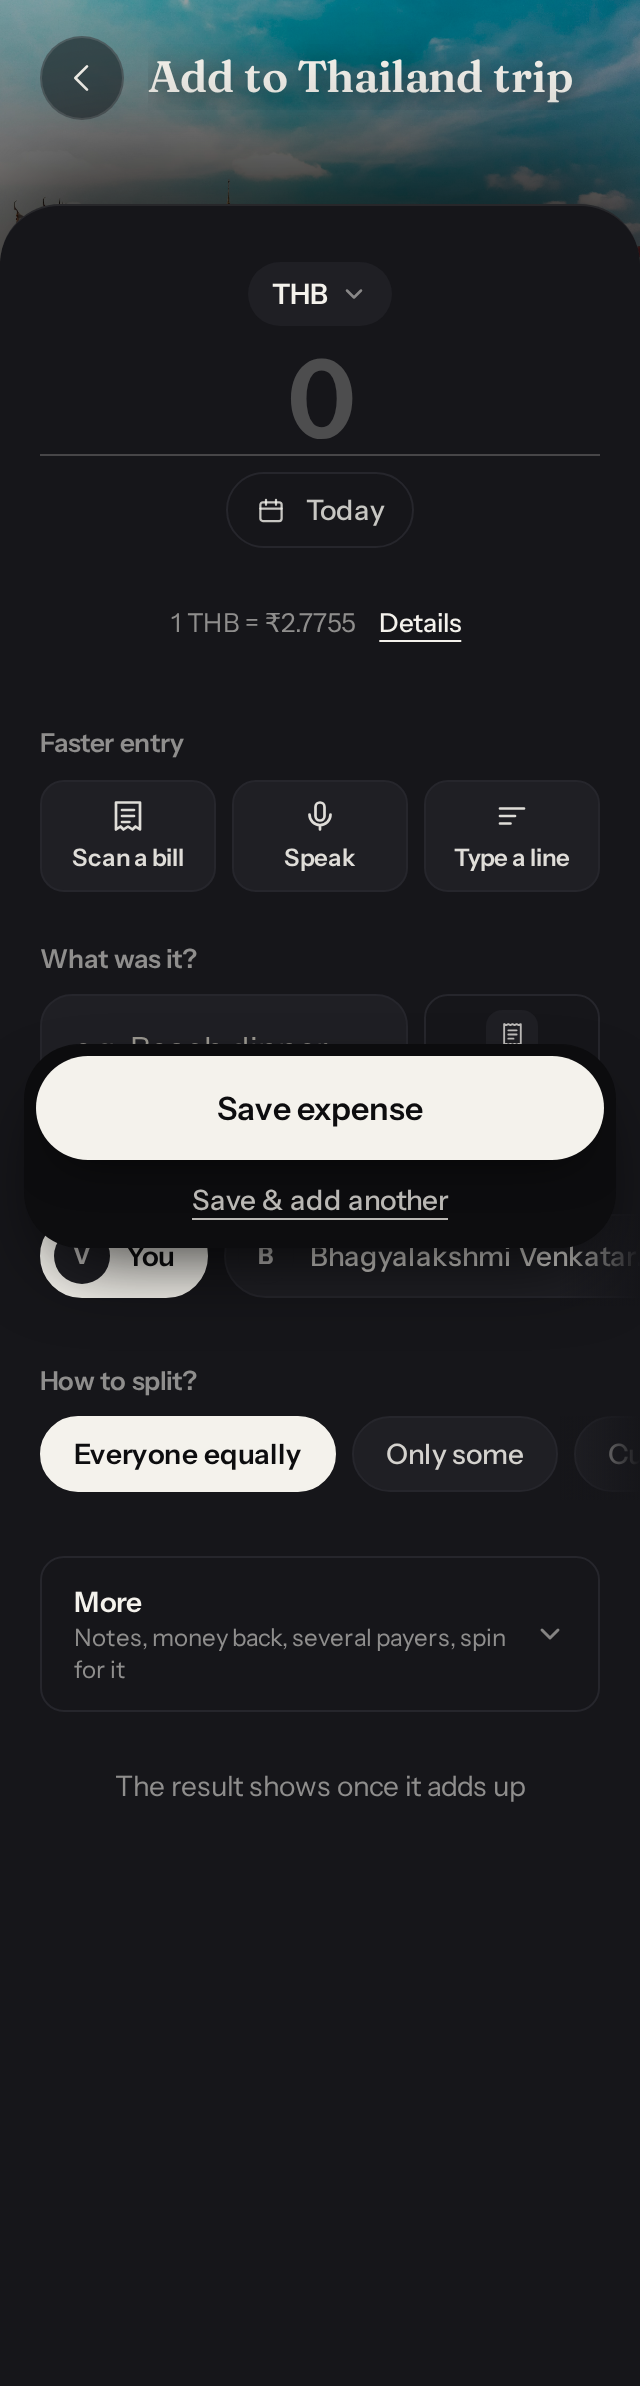 Add to Thailand trip
THB
0
Today
1 THB = ₹2.7755 Details
Faster entry
Scan a bill
Speak
Type a line
What was it?
Save expense
Save & add another
V You
B Bhagyalakshmi Venkatar
How to split?
Everyone equally
Only some
More
Notes, money back, several payers, spin
for it
The result shows once it adds up